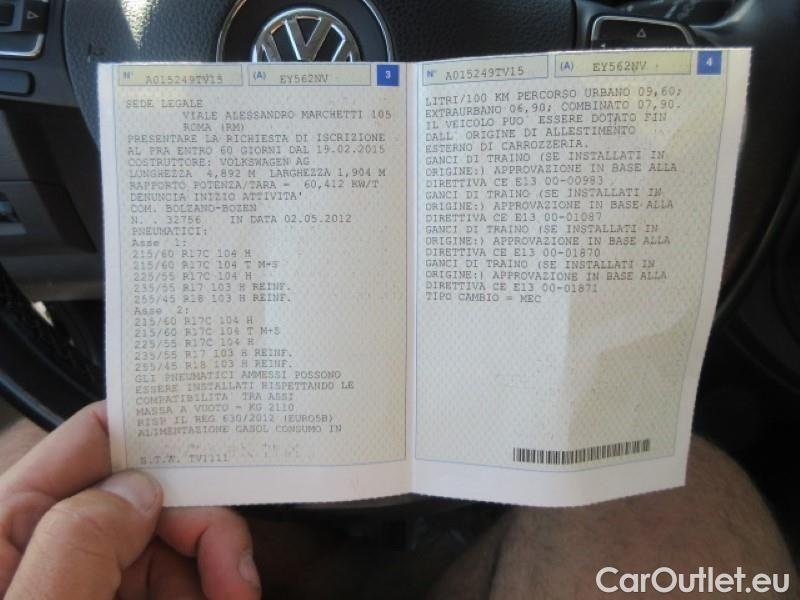 N° A015249TV15 (A) EY562NV 3
SEDE LEGALE
VIALE ALESSANDRO MARCHETTI 105
ROMA (RM)
PRESENTARE LA RICHIESTA DI ISCRIZIONE
AL PRA ENTRO 60 GIORNI DAL 19.02.2015
COSTRUTTORE: VOLKSWAGEN AG
LUNGHEZZA 4,892 M LARGHEZZA 1,904 M
RAPPORTO POTENZA/TARA = 60,412 KW/T
DENUNCIA INIZIO ATTIVITA'
COM. BOLZANO-BOZEN
N. . 32756 IN DATA 02.05.2012
PNEUMATICI:
Asse 1:
215/60 R17C 104 H
215/60 R17C 104 T M+S
225/55 R17C 104 H
235/55 R17 103 H REINF.
255/45 R18 103 H REINF.
Asse 2:
215/60 R17C 104 H
215/60 R17C 104 T M+S
225/55 R17C 104 H
235/55 R17 103 H REINF.
255/45 R18 103 H REINF.
GLI PNEUMATICI AMMESSI POSSONO
ESSERE INSTALLATI RISPETTANDO LE
COMPATIBILITA TRA ASSI
MASSA A VUOTO = KG 2110
RISP IL REG 630/2012 (EURO5B)
ALIMENTAZIONE GASOL CONSUMO IN
S.T.A. TV1111
N° A015249TV15 (A) EY562NV 4
LITRI/100 KM PERCORSO URBANO 09,60;
EXTRAURBANO 06,90; COMBINATO 07,90.
IL VEICOLO PUO' ESSERE DOTATO FIN
DALL' ORIGINE DI ALLESTIMENTO
ESTERNO DI CARROZZERIA.
GANCI DI TRAINO (SE INSTALLATI IN
ORIGINE:) APPROVAZIONE IN BASE ALLA
DIRETTIVA CE E13 00-00983
GANCI DI TRAINO (SE INSTALLATI IN
ORIGINE:) APPROVAZIONE IN BASE ALLA
DIRETTIVA CE E13 00-01087
GANCI DI TRAINO (SE INSTALLATI IN
ORIGINE:) APPROVAZIONE IN BASE ALLA
DIRETTIVA CE E13 00-01870
GANCI DI TRAINO (SE INSTALLATI IN
ORIGINE:) APPROVAZIONE IN BASE ALLA
DIRETTIVA CE E13 00-01871
TIPO CAMBIO = MEC
CarOutlet.eu